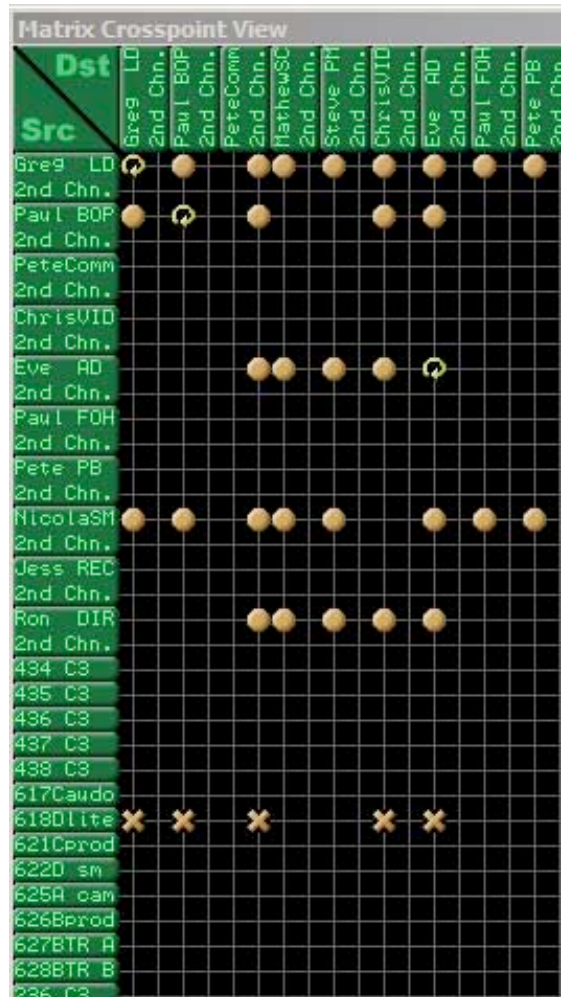 Matrix Crosspoint View
Dst
Src
Greg LD
2nd Chn.
Paul BOP
2nd Chn.
PeteComm
2nd Chn.
MathewSC
2nd Chn.
Steve PM
2nd Chn.
ChrisVID
2nd Chn.
Eve AD
2nd Chn.
Paul FOH
2nd Chn.
Pete PB
2nd Chn.
Greg LD
2nd Chn.
Paul BOP
2nd Chn.
PeteComm
2nd Chn.
ChrisVID
2nd Chn.
Eve AD
2nd Chn.
Paul FOH
2nd Chn.
Pete PB
2nd Chn.
NicolaSM
2nd Chn.
Jess REC
2nd Chn.
Ron DIR
2nd Chn.
434 C3
435 C3
436 C3
437 C3
438 C3
617Caudo
618Dlite
621Cprod
622D sm
625A cam
626Bprod
627BTR A
628BTR B
236 C3